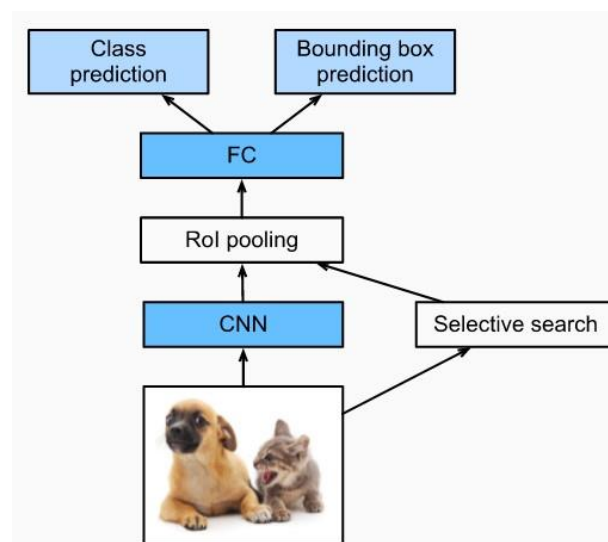 Class
prediction
Bounding box
prediction
FC
RoI pooling
CNN
Selective search